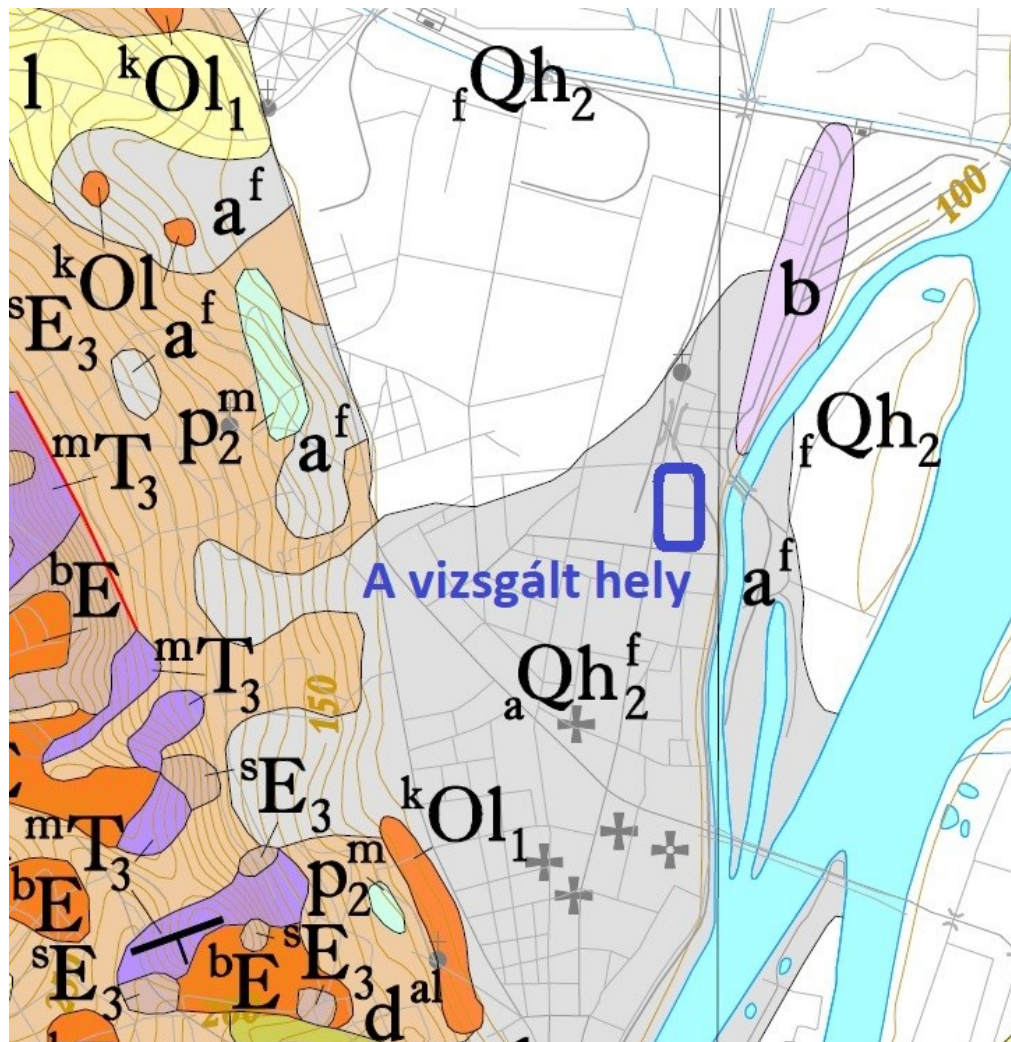 l
kOl1
fQh2
af
100
kOl
sE3
af
b
pm2
af
fQh2
mT3
A vizsgált hely
af
bE
mT3
aQhf2
150
sE3
kOl1
mT3
pm2
bE
sE3
sE3
bE
dal